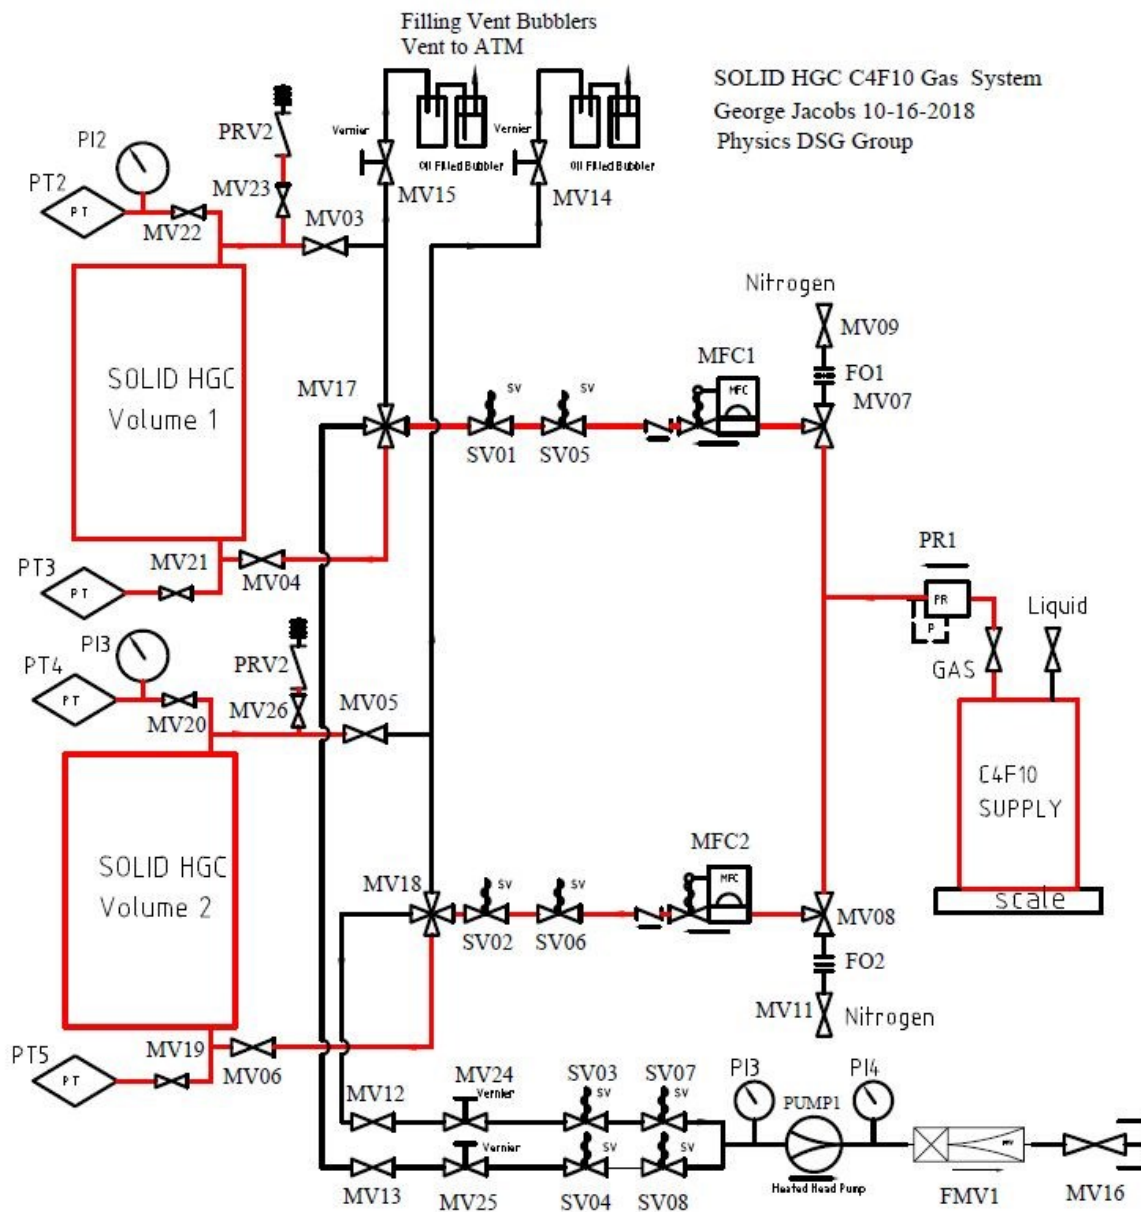 Filling Vent Bubblers
Vent to ATM
SOLID HGC C4F10 Gas System
George Jacobs 10-16-2018
Physics DSG Group
PI2
PRV2
Vernier
Vernier
Oil Filled Bubbler
Oil Filled Bubbler
PT2
MV23
MV15
MV14
PT
MV22
MV03
Nitrogen
MV09
SOLID HGC
Volume 1
MV17
SV
SV
MFC1
MFC
FO1
MV07
SV01
SV05
PT3
MV21
MV04
PT
PR1
PR
P
Liquid
PI3
PT4
PRV2
GAS
PT
MV20
MV26
MV05
C4F10
SUPPLY
SOLID HGC
Volume 2
MV18
SV
SV
MFC2
MFC
scale
SV02
SV06
MV08
FO2
MV11
Nitrogen
PT5
MV19
MV06
PT
MV12
MV24
Vernier
SV03
SV
SV07
SV
PI3
PUMP1
PI4
Vernier
SV
SV
PRV
MV13
MV25
SV04
SV08
Heated Head Pump
FMV1
MV16